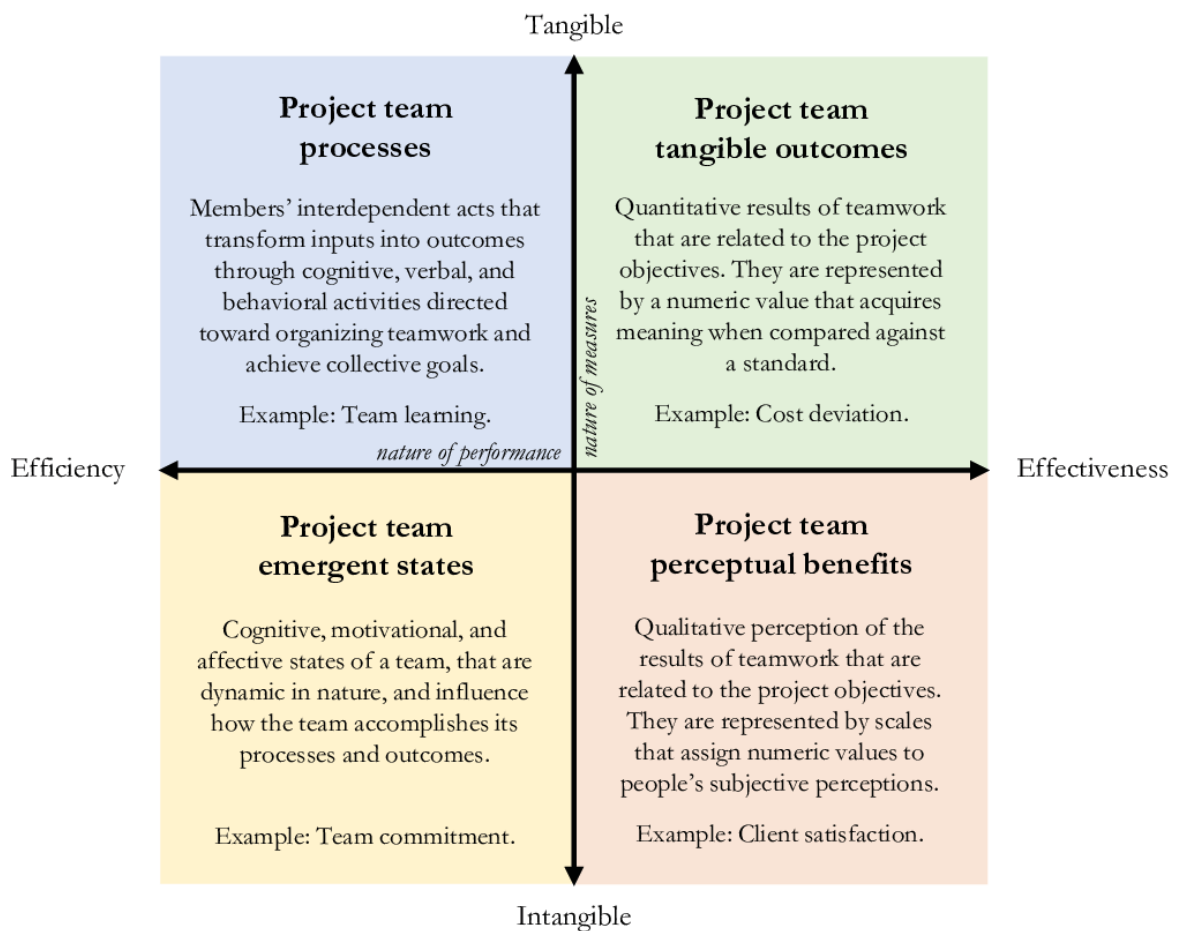 Tangible
Project team
processes
Members’ interdependent acts that
transform inputs into outcomes
through cognitive, verbal, and
behavioral activities directed
toward organizing teamwork and
achieve collective goals.
Example: Team learning.
Project team
tangible outcomes
Quantitative results of teamwork
that are related to the project
objectives. They are represented
by a numeric value that acquires
meaning when compared against
a standard.
Example: Cost deviation.
nature of measures
nature of performance
Efficiency
Effectiveness
Project team
emergent states
Cognitive, motivational, and
affective states of a team, that are
dynamic in nature, and influence
how the team accomplishes its
processes and outcomes.
Example: Team commitment.
Project team
perceptual benefits
Qualitative perception of the
results of teamwork that are
related to the project objectives.
They are represented by scales
that assign numeric values to
people’s subjective perceptions.
Example: Client satisfaction.
Intangible